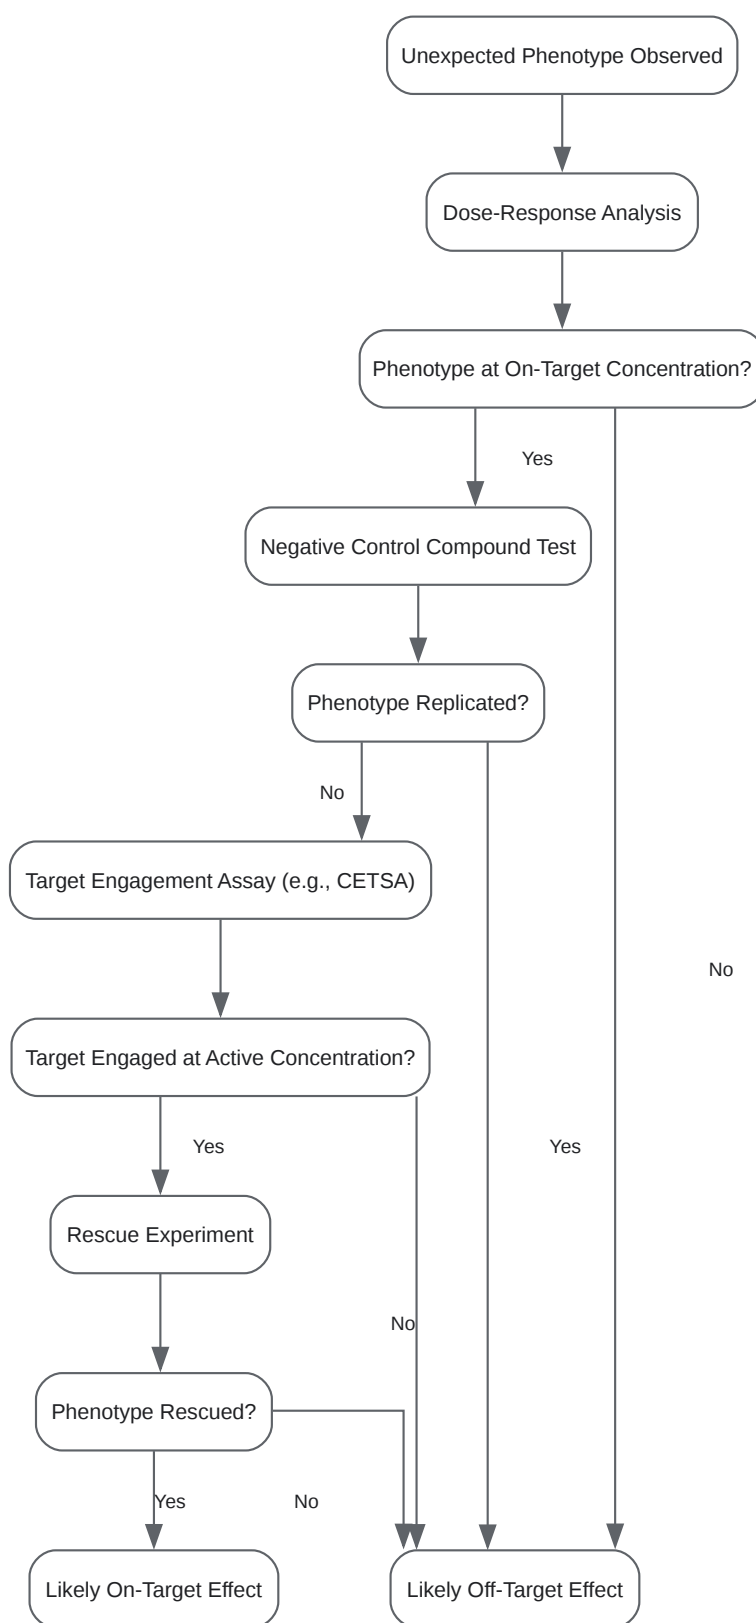 Unexpected Phenotype Observed
Dose-Response Analysis
Phenotype at On-Target Concentration?
Yes
Negative Control Compound Test
Phenotype Replicated?
No
Target Engagement Assay (e.g., CETSA)
No
Target Engaged at Active Concentration?
Yes
Yes
Rescue Experiment
No
Phenotype Rescued?
Yes
No
Likely On-Target Effect
Likely Off-Target Effect